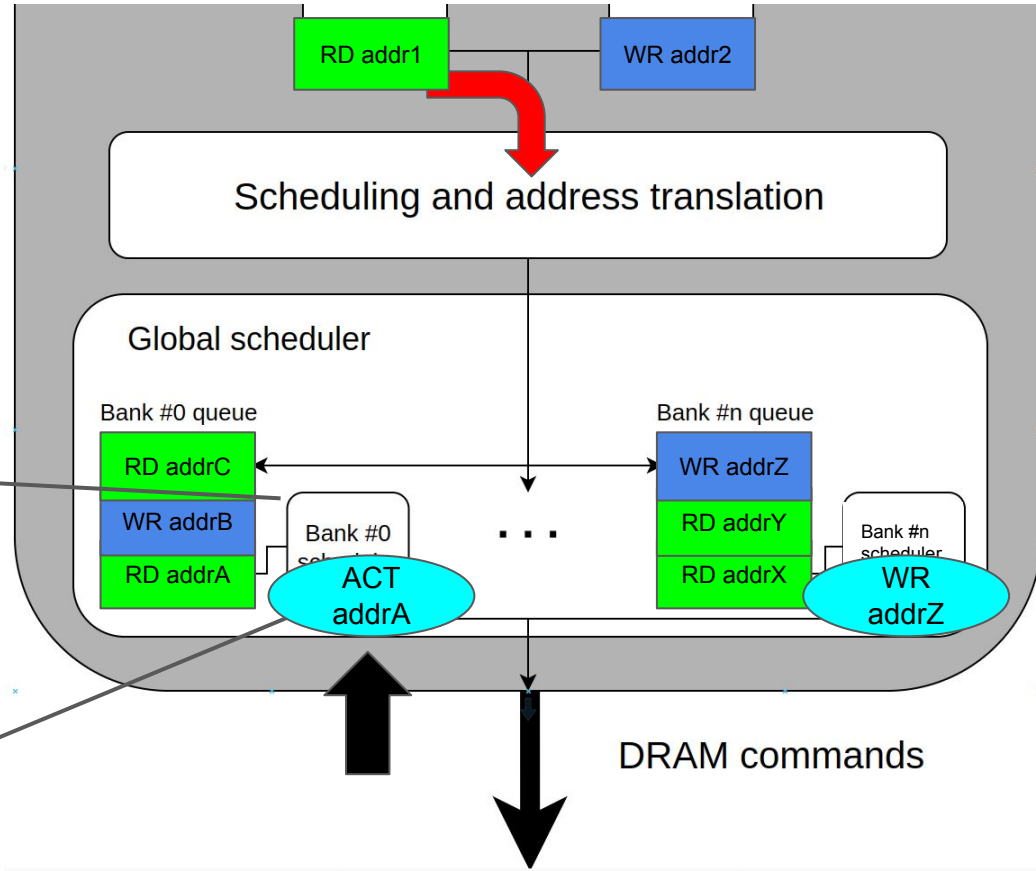 RD addr1
WR addr2
Scheduling and address translation
Global scheduler
Bank #0 queue
Bank #n queue
RD addrC
WR addrB
RD addrA
Bank #0
ACT
addrA
. . .
WR addrZ
RD addrY
RD addrX
Bank #n
scheduler
WR
addrZ
DRAM commands